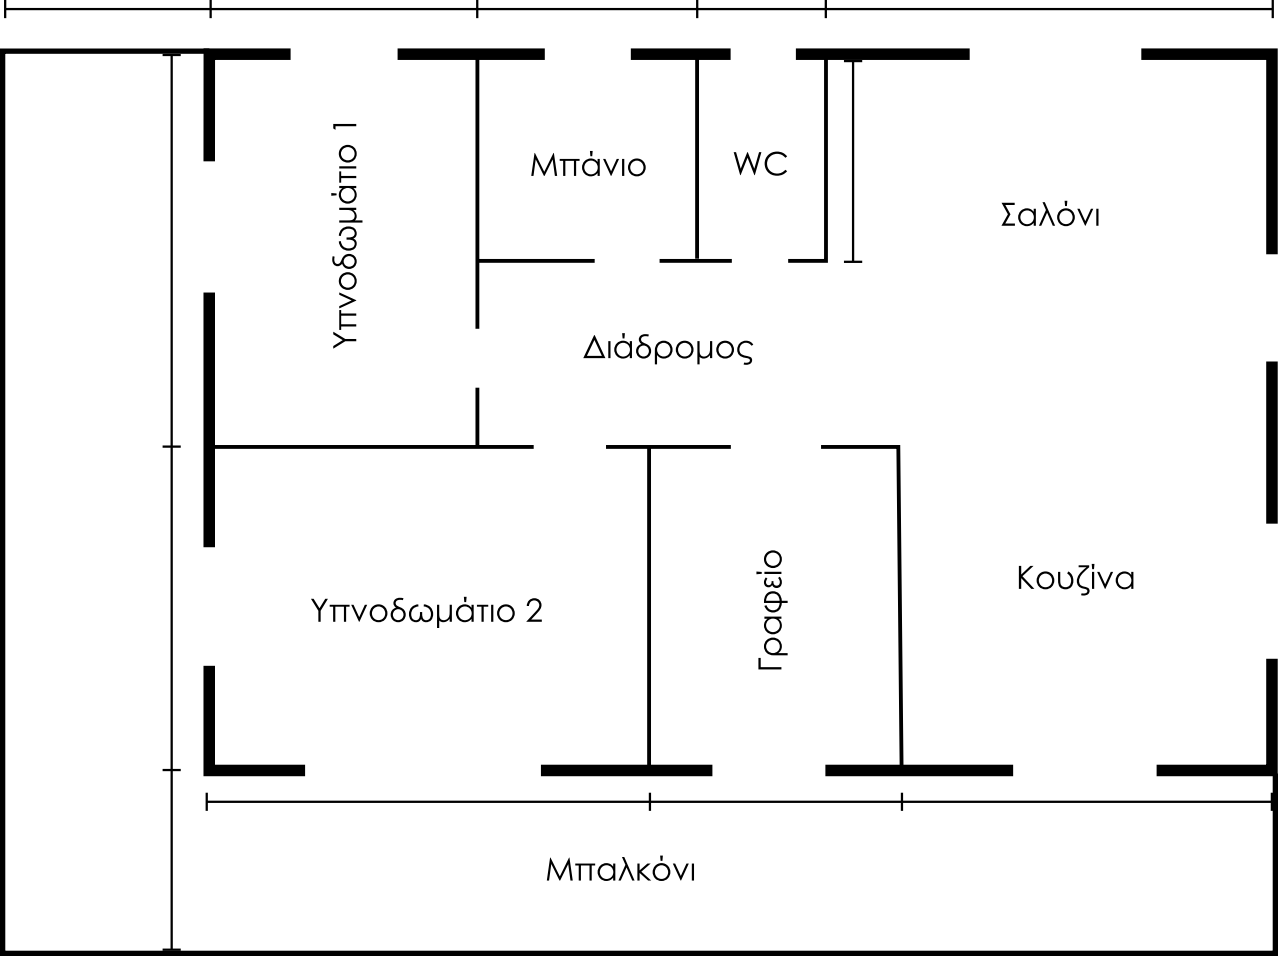 Υπνοδωμάτιο 1
Μπάνιο
WC
Σαλόνι
Διάδρομος
Υπνοδωμάτιο 2
Γραφείο
Κουζίνα
Μπαλκόνι